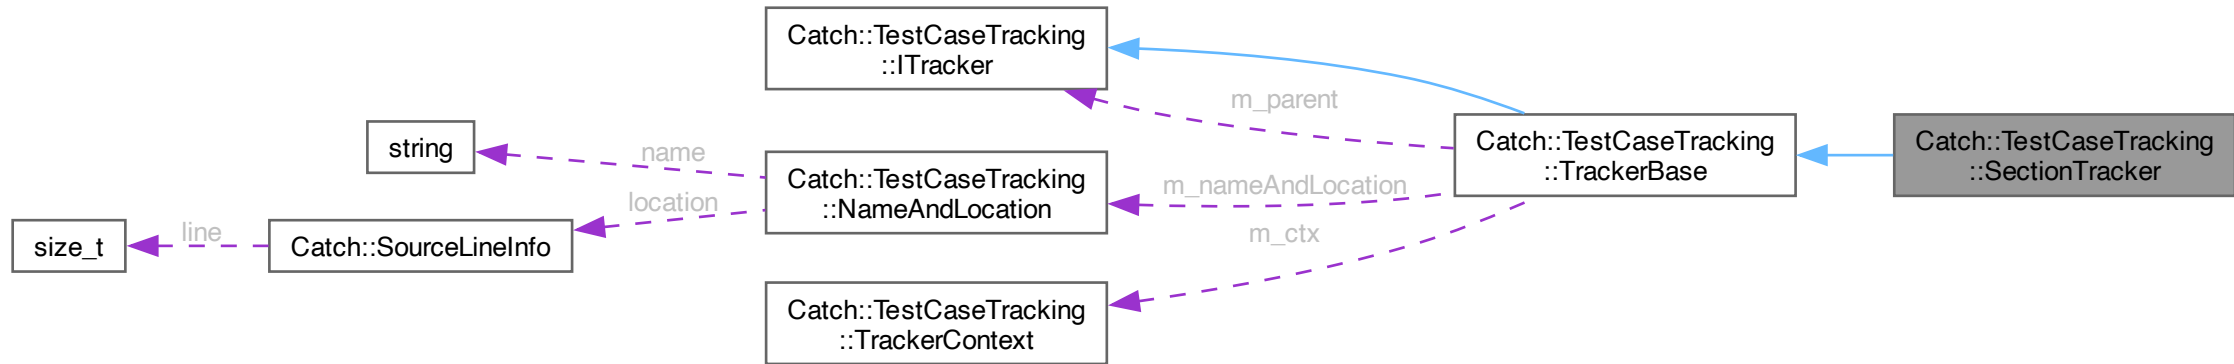 Catch::TestCaseTracking
::ITracker
m_parent
string
name
Catch::TestCaseTracking
::NameAndLocation
m_nameAndLocation
Catch::TestCaseTracking
::TrackerBase
Catch::TestCaseTracking
::SectionTracker
location
size_t
line
Catch::SourceLineInfo
m_ctx
Catch::TestCaseTracking
::TrackerContext